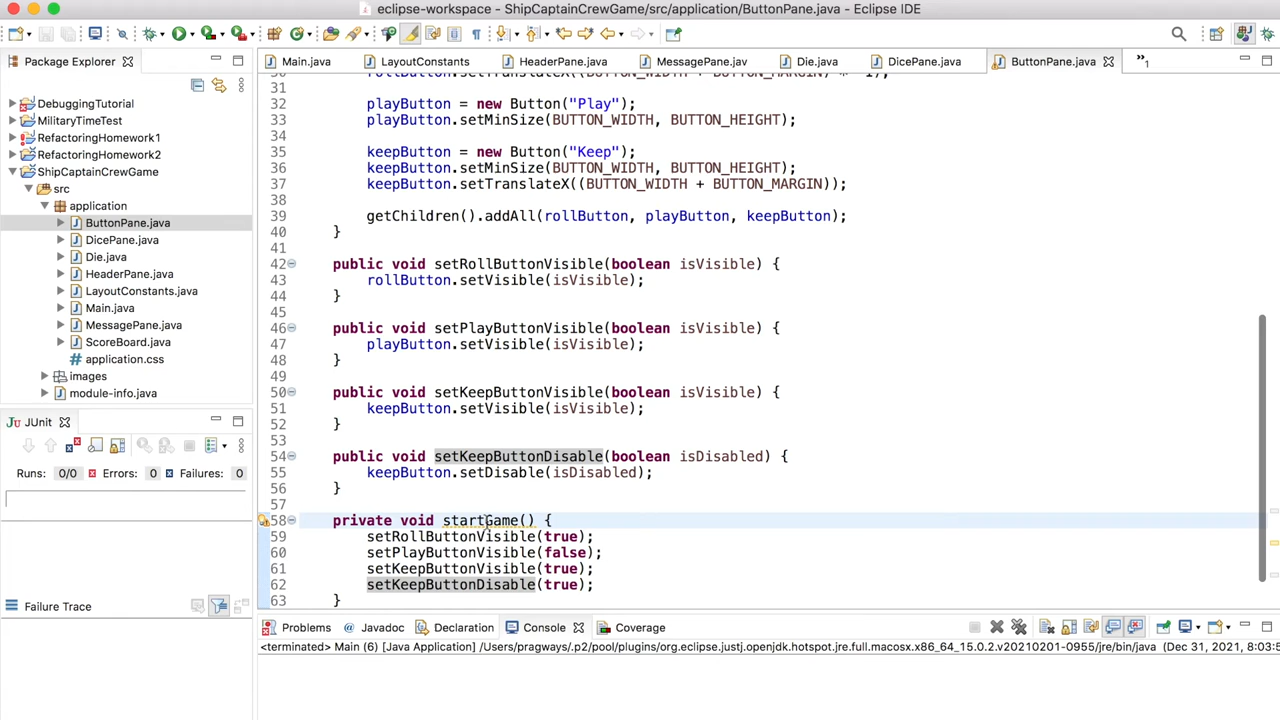 eclipse-workspace - ShipCaptainCrewGame/src/application/ButtonPane.java - Eclipse IDE
Package Explorer
Main.java
LayoutConstants
HeaderPane.java
MessagePane.java
Die.java
DicePane.java
ButtonPane.java
»1
DebuggingTutorial
MilitaryTimeTest
RefactoringHomework1
RefactoringHomework2
ShipCaptainCrewGame
src
application
ButtonPane.java
DicePane.java
Die.java
HeaderPane.java
LayoutConstants.java
Main.java
MessagePane.java
ScoreBoard.java
application.css
images
module-info.java
JUnit
Runs: 0/0 Errors: 0 Failures: 0
Failure Trace
30 rollButton.setTranslateX((BUTTON_WIDTH + BUTTON_MARGIN) * -1);
31
32 playButton = new Button("Play");
33 playButton.setMinSize(BUTTON_WIDTH, BUTTON_HEIGHT);
34
35 keepButton = new Button("Keep");
36 keepButton.setMinSize(BUTTON_WIDTH, BUTTON_HEIGHT);
37 keepButton.setTranslateX((BUTTON_WIDTH + BUTTON_MARGIN));
38
39 getChildren().addAll(rollButton, playButton, keepButton);
40 }
41
42 public void setRollButtonVisible(boolean isVisible) {
43 rollButton.setVisible(isVisible);
44 }
45
46 public void setPlayButtonVisible(boolean isVisible) {
47 playButton.setVisible(isVisible);
48 }
49
50 public void setKeepButtonVisible(boolean isVisible) {
51 keepButton.setVisible(isVisible);
52 }
53
54 public void setKeepButtonDisable(boolean isDisabled) {
55 keepButton.setDisable(isDisabled);
56 }
57
58 private void startGame() {
59 setRollButtonVisible(true);
60 setPlayButtonVisible(false);
61 setKeepButtonVisible(true);
62 setKeepButtonDisable(true);
63 }
Problems
@ Javadoc
Declaration
Console
Coverage
<terminated> Main (6) [Java Application] /Users/pragways/.p2/pool/plugins/org.eclipse.justj.openjdk.hotspot.jre.full.macosx.x86_64_15.0.2.v20210201-0955/jre/bin/java (Dec 31, 2021, 8:03:5